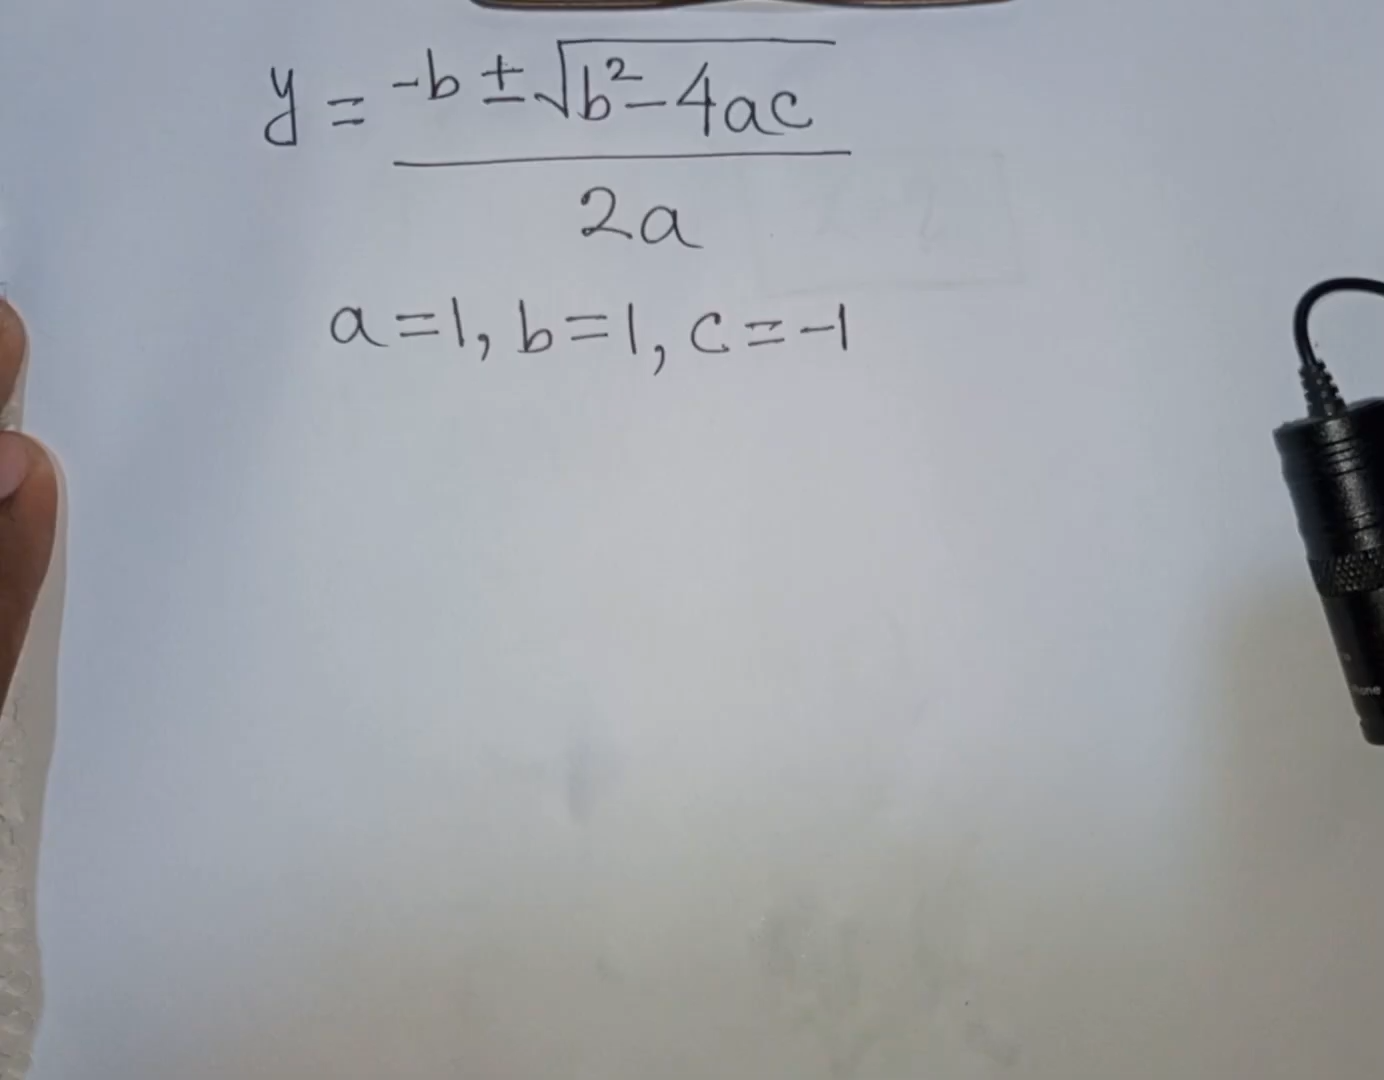 y = -b ± √(b² - 4ac) / 2a
a = 1, b = 1, c = -1